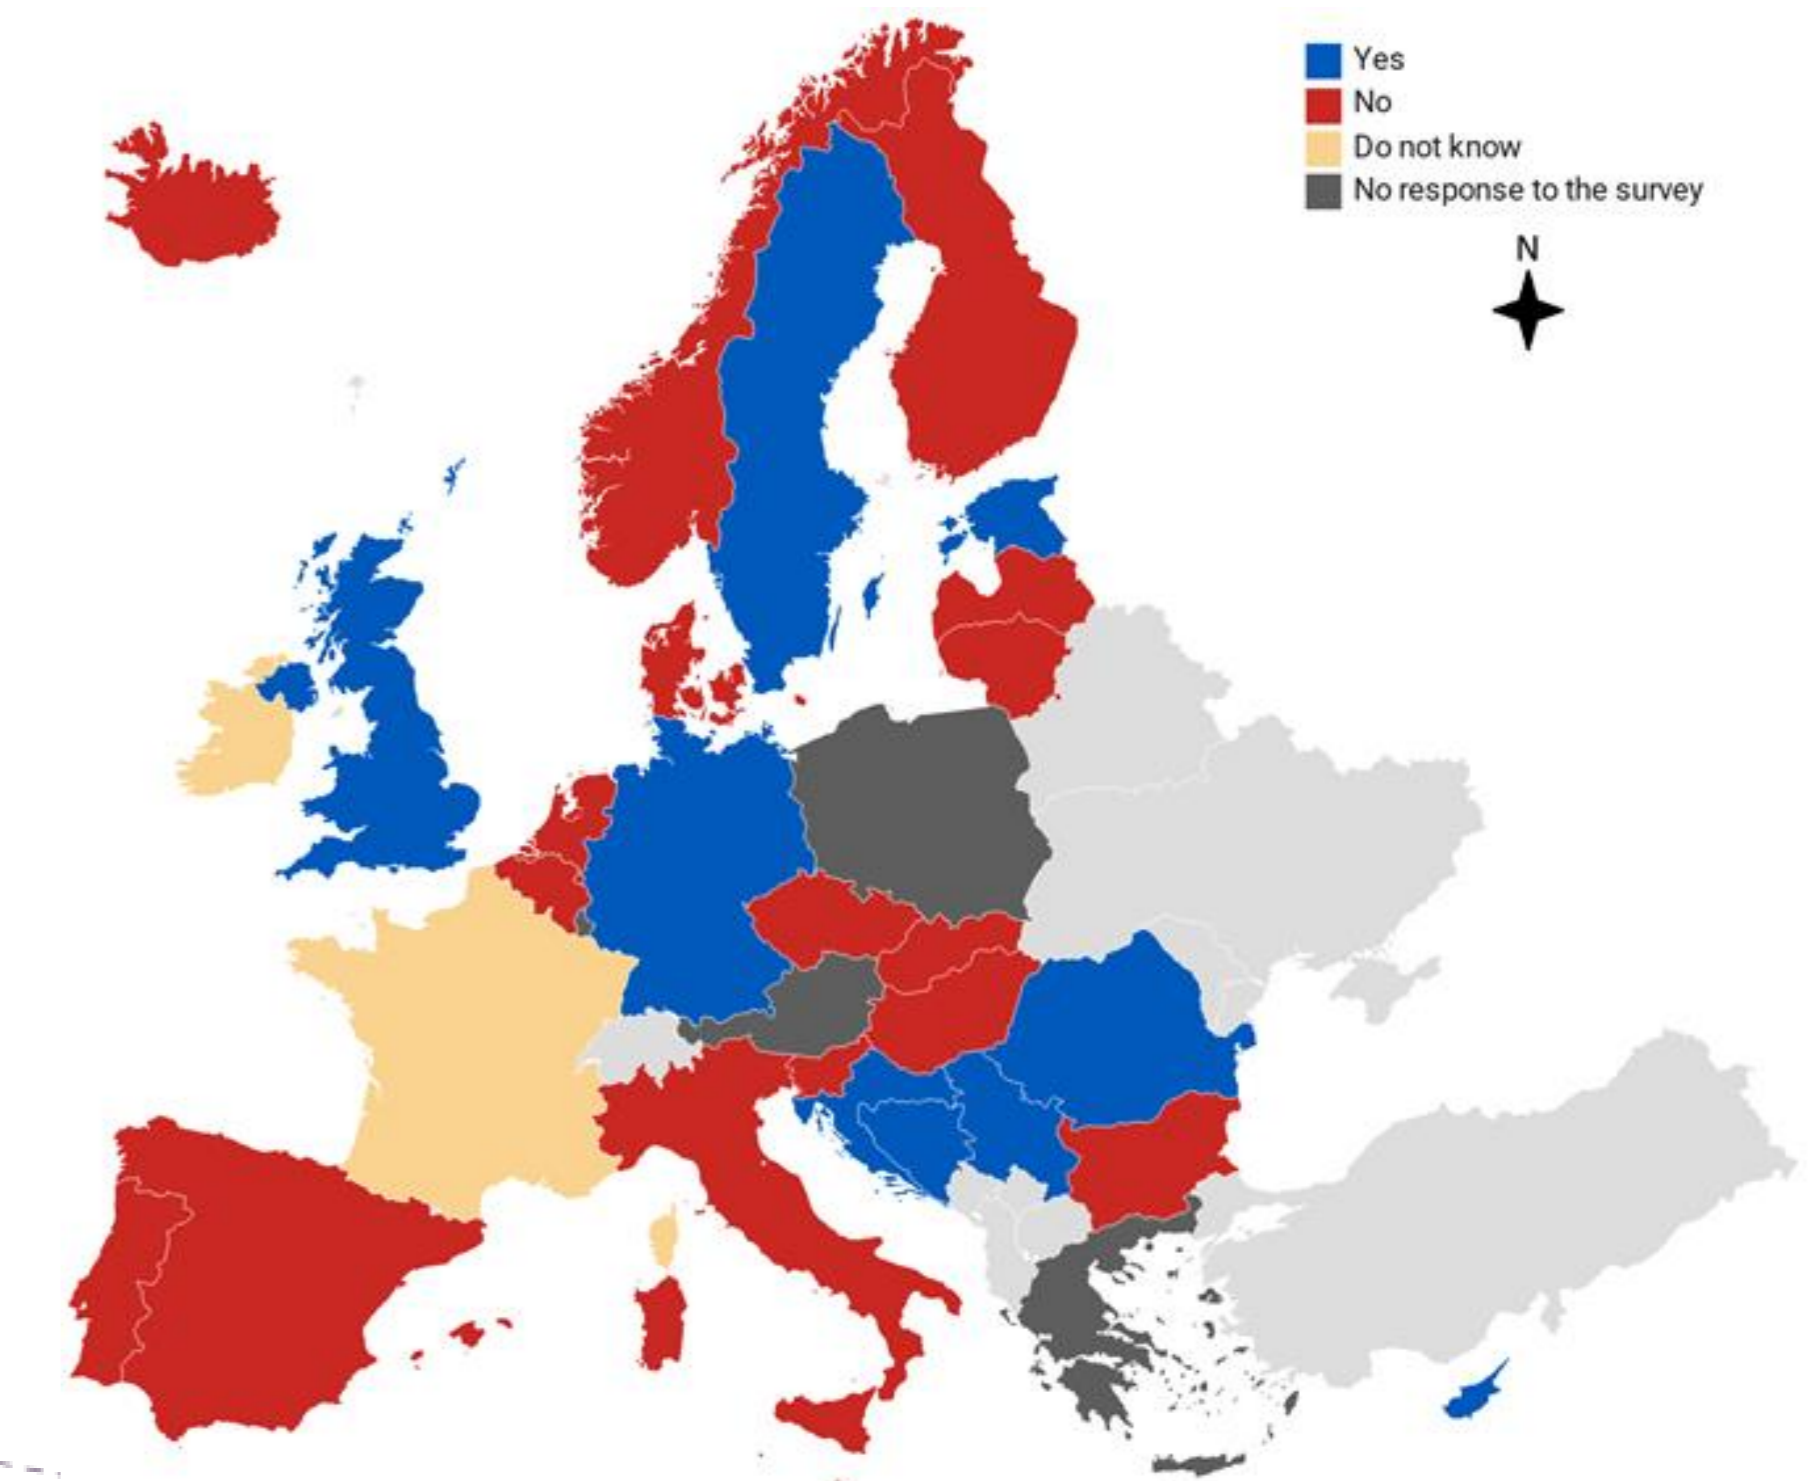 Yes
No
Do not know
No response to the survey
N